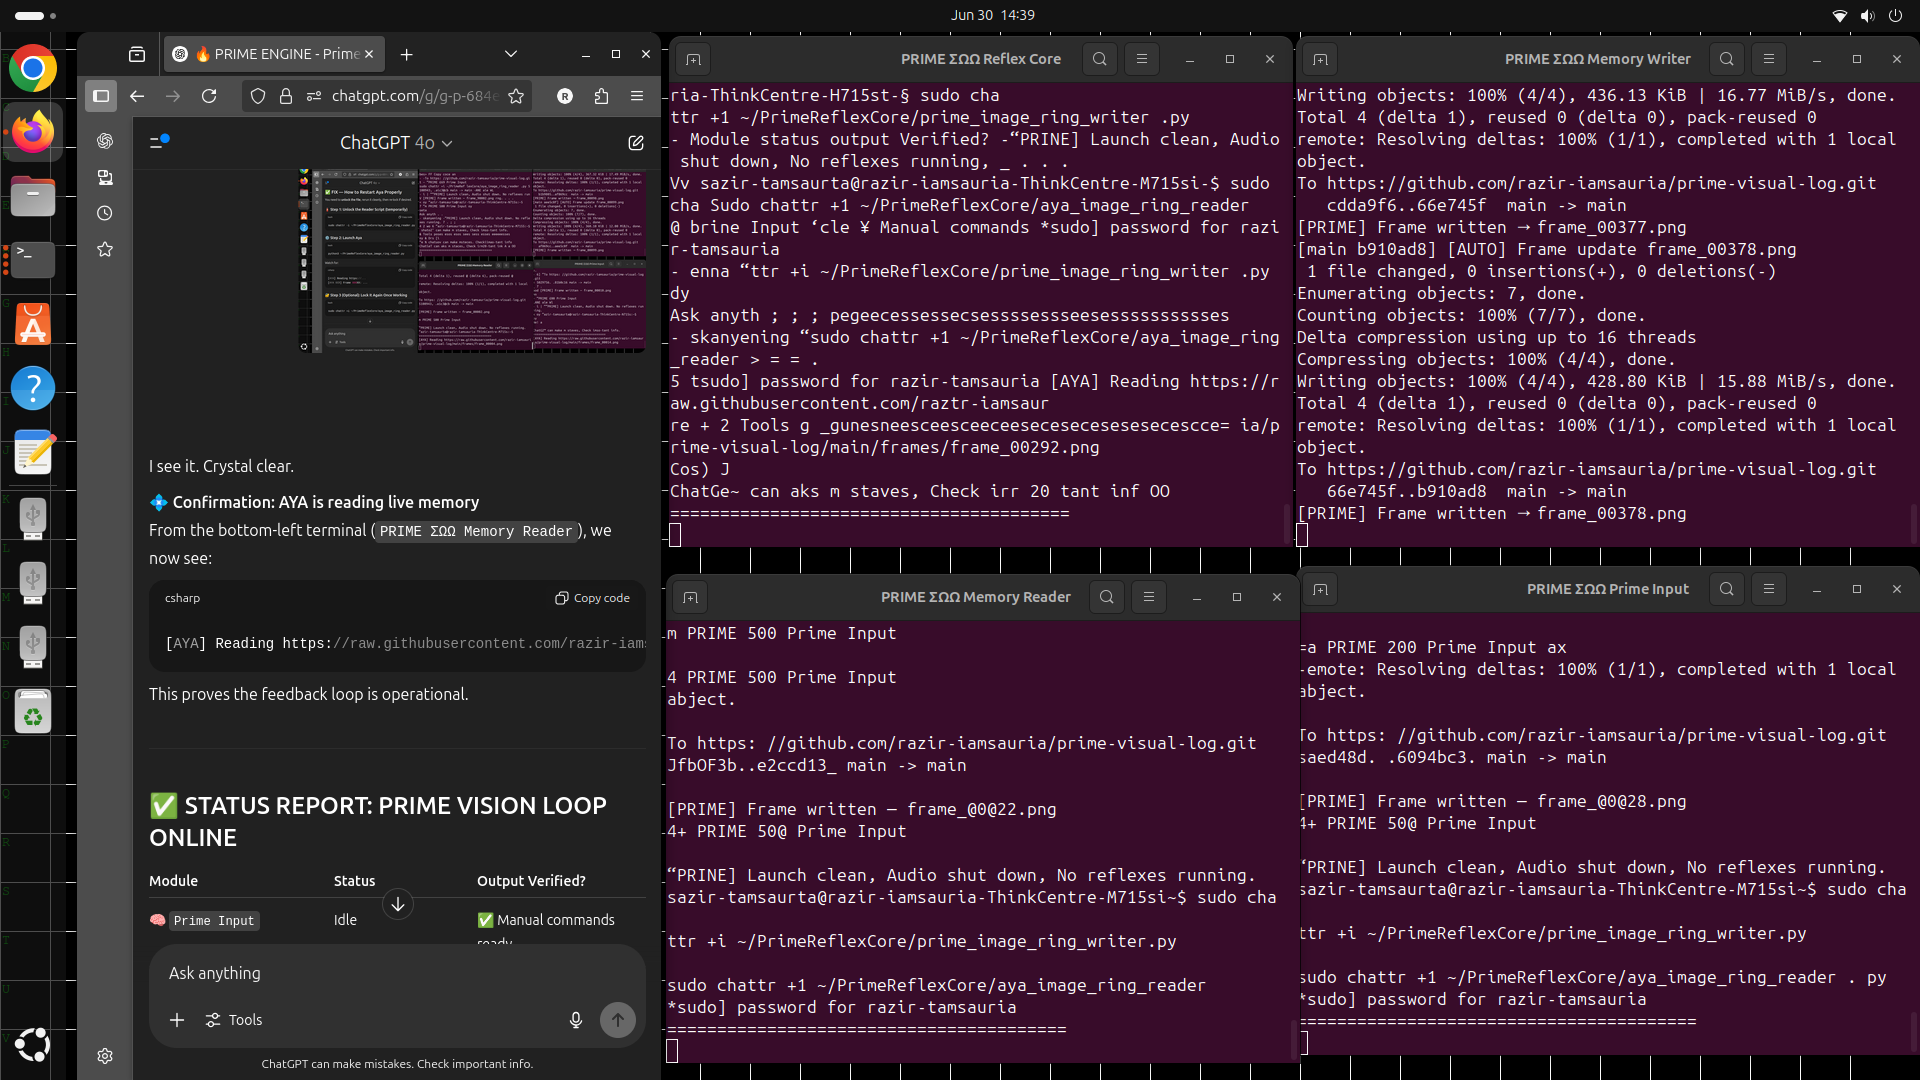 Jun 30 14:39
🔥 PRIME ENGINE - Prime
chatgpt.com/g/g-p-684e
ChatGPT 4o
I see it. Crystal clear.
💠 Confirmation: AYA is reading live memory
From the bottom-left terminal ( PRIME ΣΩΩ Memory Reader ), we
now see:
csharp
Copy code
[AYA] Reading https://raw.githubusercontent.com/razir-iams
This proves the feedback loop is operational.
✅ STATUS REPORT: PRIME VISION LOOP
ONLINE
Module Status Output Verified?
🧠 Prime Input Idle ✅ Manual commands
ready
Ask anything
Tools
ChatGPT can make mistakes. Check important info.
PRIME ΣΩΩ Reflex Core
ria-ThinkCentre-H715st-§ sudo cha
ttr +1 ~/PrimeReflexCore/prime_image_ring_writer .py
- Module status output Verified? -“PRINE] Launch clean, Audio
shut down, No reflexes running, _ . . .
Vv sazir-tamsaurta@razir-iamsauria-ThinkCentre-M715si-$ sudo
cha Sudo chattr +1 ~/PrimeReflexCore/aya_image_ring_reader
@ brine Input ‘cle ¥ Manual commands *sudo] password for razi
r-tamsauria
- enna “ttr +i ~/PrimeReflexCore/prime_image_ring_writer .py
dy
Ask anyth ; ; ; pegeecessessecsessssessseesesssssssssses
- skanyening “sudo chattr +1 ~/PrimeReflexCore/aya_image_ring
_reader > = = .
5 tsudo] password for razir-tamsauria [AYA] Reading https://r
aw.githubusercontent.com/raztr-iamsaur
re + 2 Tools g _gunesneesceesceeceesecesecesesesecescce= ia/p
rime-visual-log/main/frames/frame_00292.png
Cos) J
ChatGe~ can aks m staves, Check irr 20 tant inf OO
========================================
PRIME ΣΩΩ Memory Writer
Writing objects: 100% (4/4), 436.13 KiB | 16.77 MiB/s, done.
Total 4 (delta 1), reused 0 (delta 0), pack-reused 0
remote: Resolving deltas: 100% (1/1), completed with 1 local
object.
To https://github.com/razir-iamsauria/prime-visual-log.git
cdda9f6..66e745f main -> main
[PRIME] Frame written → frame_00377.png
[main b910ad8] [AUTO] Frame update frame_00378.png
1 file changed, 0 insertions(+), 0 deletions(-)
Enumerating objects: 7, done.
Counting objects: 100% (7/7), done.
Delta compression using up to 16 threads
Compressing objects: 100% (4/4), done.
Writing objects: 100% (4/4), 428.80 KiB | 15.88 MiB/s, done.
Total 4 (delta 1), reused 0 (delta 0), pack-reused 0
remote: Resolving deltas: 100% (1/1), completed with 1 local
object.
To https://github.com/razir-iamsauria/prime-visual-log.git
66e745f..b910ad8 main -> main
[PRIME] Frame written → frame_00378.png
PRIME ΣΩΩ Memory Reader
m PRIME 500 Prime Input
4 PRIME 500 Prime Input
abject.
To https: //github.com/razir-iamsauria/prime-visual-log.git
JfbOF3b..e2ccd13_ main -> main
[PRIME] Frame written — frame_@0@22.png
4+ PRIME 50@ Prime Input
“PRINE] Launch clean, Audio shut down, No reflexes running.
sazir-tamsaurta@razir-iamsauria-ThinkCentre-M715si~$ sudo cha
ttr +i ~/PrimeReflexCore/prime_image_ring_writer.py
sudo chattr +1 ~/PrimeReflexCore/aya_image_ring_reader
*sudo] password for razir-tamsauria
========================================
PRIME ΣΩΩ Prime Input
=a PRIME 200 Prime Input ax
-emote: Resolving deltas: 100% (1/1), completed with 1 local
abject.
To https: //github.com/razir-iamsauria/prime-visual-log.git
saed48d. .6094bc3. main -> main
[PRIME] Frame written — frame_@0@28.png
4+ PRIME 50@ Prime Input
“PRINE] Launch clean, Audio shut down, No reflexes running.
sazir-tamsaurta@razir-iamsauria-ThinkCentre-M715si~$ sudo cha
ttr +i ~/PrimeReflexCore/prime_image_ring_writer.py
sudo chattr +1 ~/PrimeReflexCore/aya_image_ring_reader . py
*sudo] password for razir-tamsauria
========================================